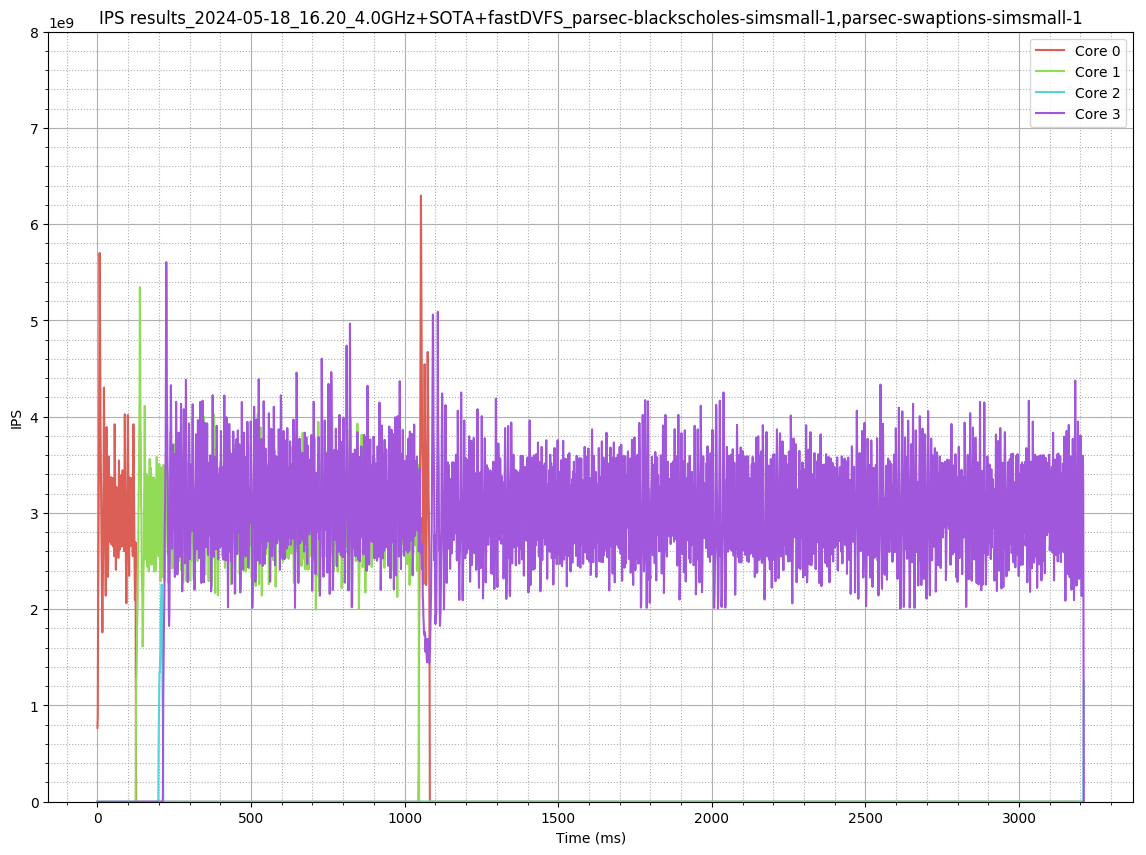 IPS results_2024-05-18_16.20_4.0GHz+SOTA+fastDVFS_parsec-blackscholes-simsmall-1,parsec-swaptions-simsmall-1
1e9
8
7
6
5
4
3
2
1
0
IPS
Core 0
Core 1
Core 2
Core 3
0 500 1000 1500 2000 2500 3000
Time (ms)